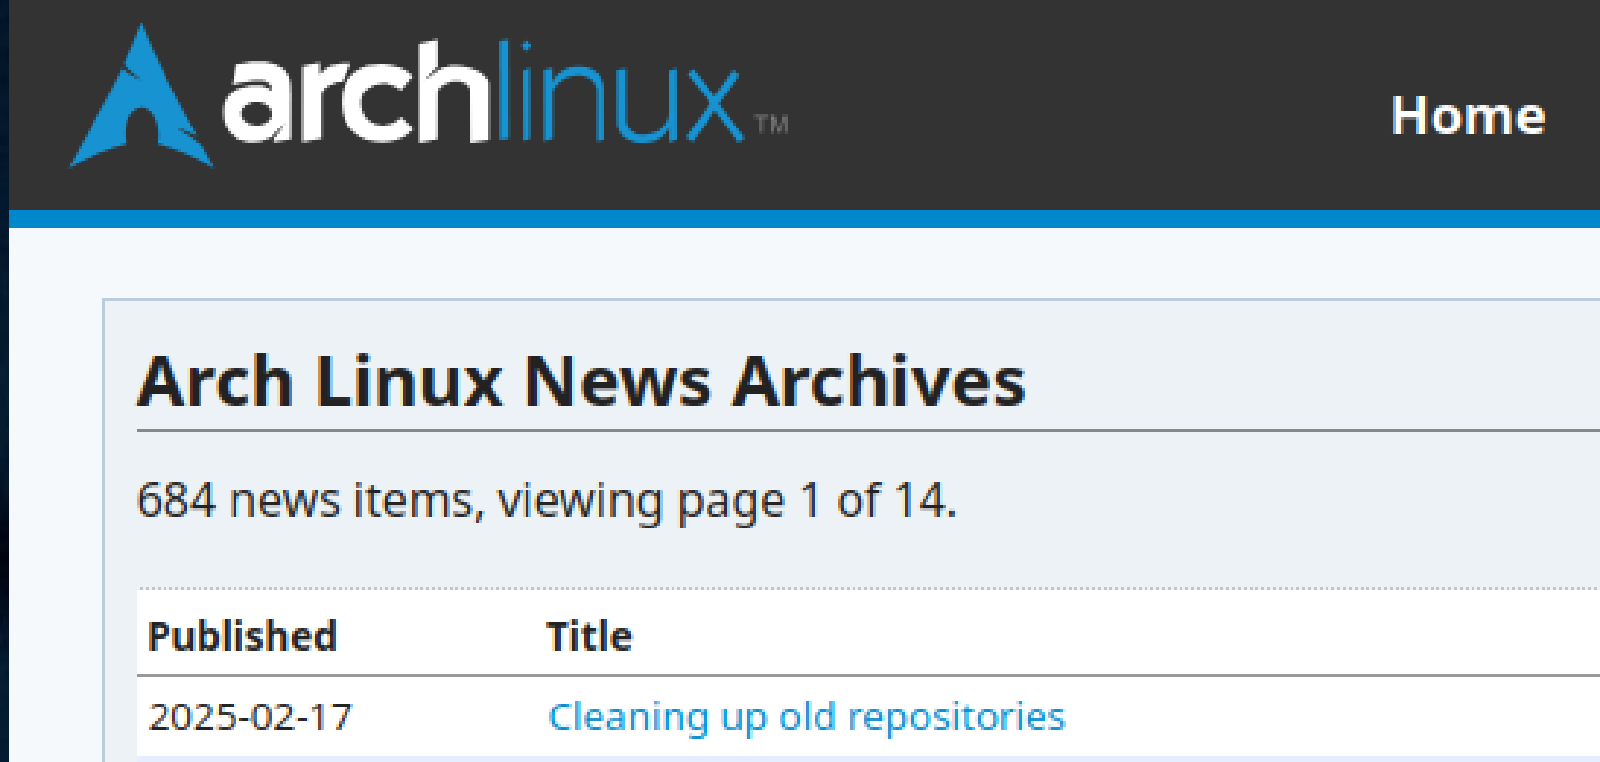 archlinux™
Home
Arch Linux News Archives
684 news items, viewing page 1 of 14.
Published Title
2025-02-17 Cleaning up old repositories